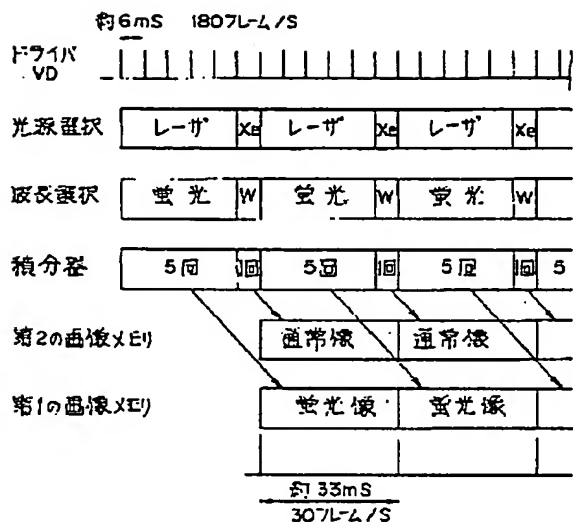 約6mS 180フレーム/S
ドライバ
VD
光源選択 レーザ Xe レーザ Xe レーザ Xe
波長選択 蛍光 W 蛍光 W 蛍光 W
積分器 5回 1回 5回 1回 5回 1回 5
第2の画像メモリ 通常像 通常像
第1の画像メモリ 蛍光像 蛍光像
約33mS
30フレーム/S